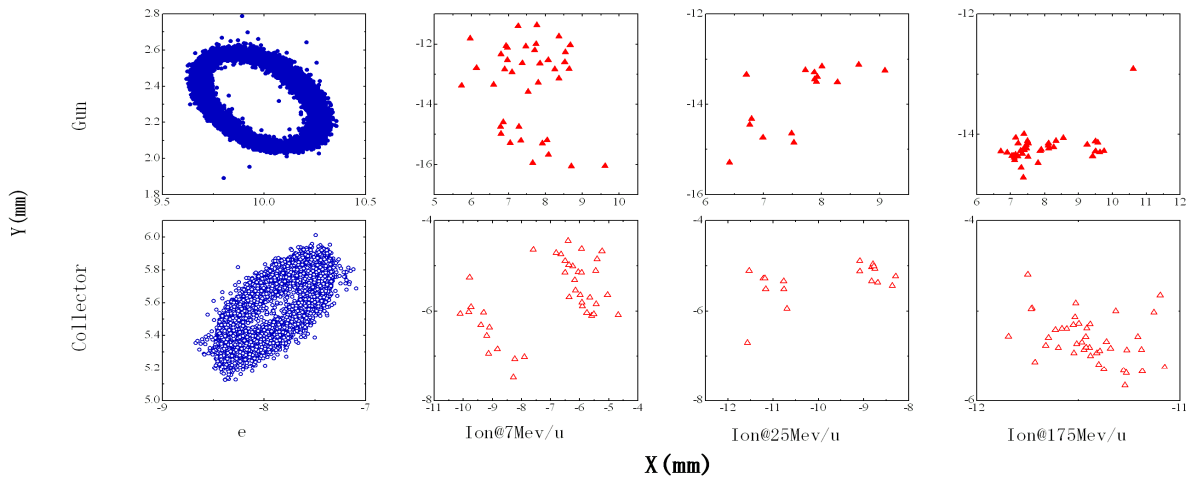 Y(mm)
Gun
2.8
2.6
2.4
2.2
2.0
1.8
9.5 10.0 10.5
-12
-14
-16
5 6 7 8 9 10
-12
-14
-16
6 7 8 9
-12
-14
6 7 8 9 10 11 12
Collector
6.0
5.8
5.6
5.4
5.2
5.0
-9 -8 -7
-4
-6
-8
-11 -10 -9 -8 -7 -6 -5 -4
-4
-6
-8
-12 -11 -10 -9 -8
-4
-6
-12 -11
e Ion@7Mev/u Ion@25Mev/u Ion@175Mev/u
X(mm)